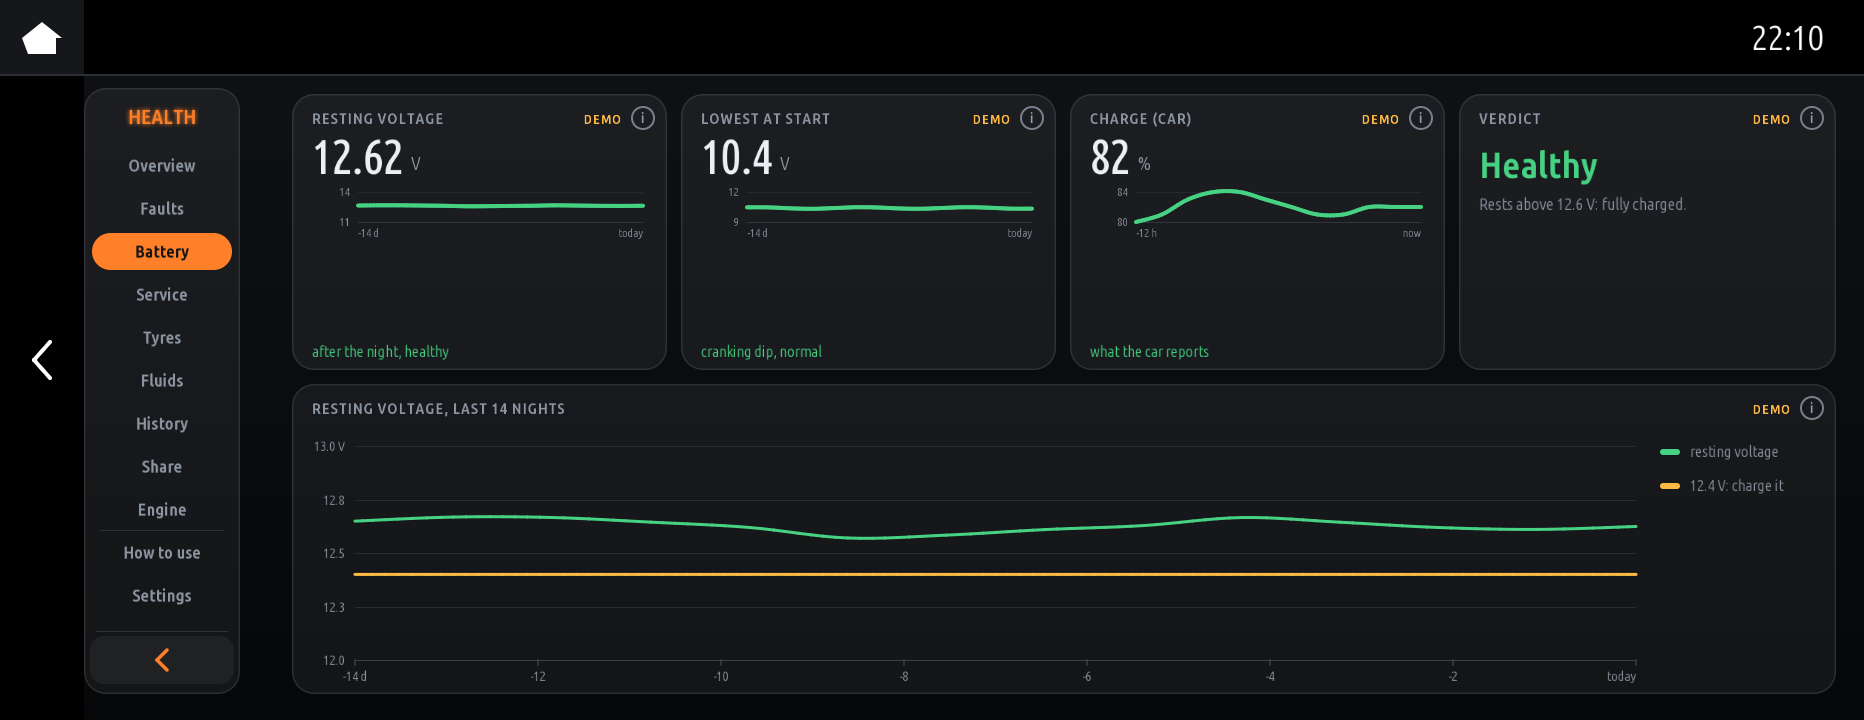 22:10
HEALTH
Overview
Faults
Battery
Service
Tyres
Fluids
History
Share
Engine
How to use
Settings
RESTING VOLTAGE DEMO i
12.62 V
14
11
-14 d today
after the night, healthy
LOWEST AT START DEMO i
10.4 V
12
9
-14 d today
cranking dip, normal
CHARGE (CAR) DEMO i
82 %
84
80
-12 h now
what the car reports
VERDICT DEMO i
Healthy
Rests above 12.6 V: fully charged.
RESTING VOLTAGE, LAST 14 NIGHTS DEMO i
13.0 V
12.8
12.5
12.3
12.0
-14 d -12 -10 -8 -6 -4 -2 today
resting voltage
12.4 V: charge it